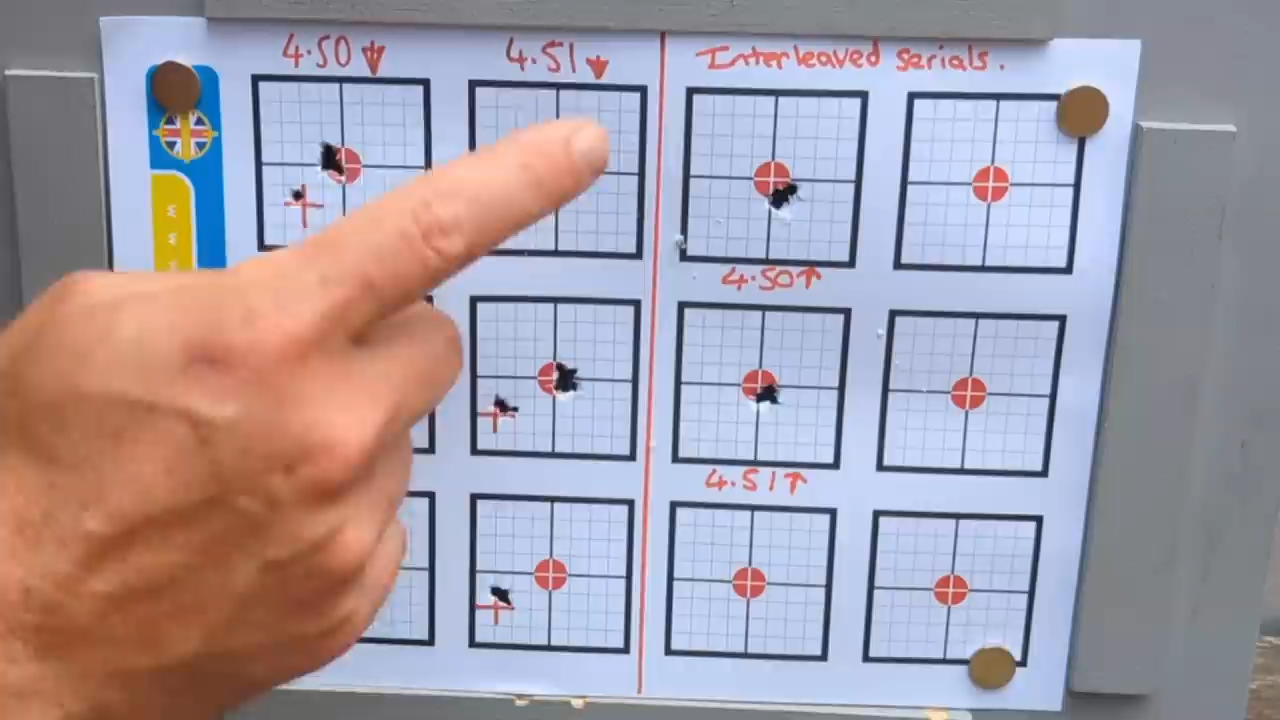 4.50 ↓
4.51 ↓
Interleaved serials.
4.50↑
4.51↑